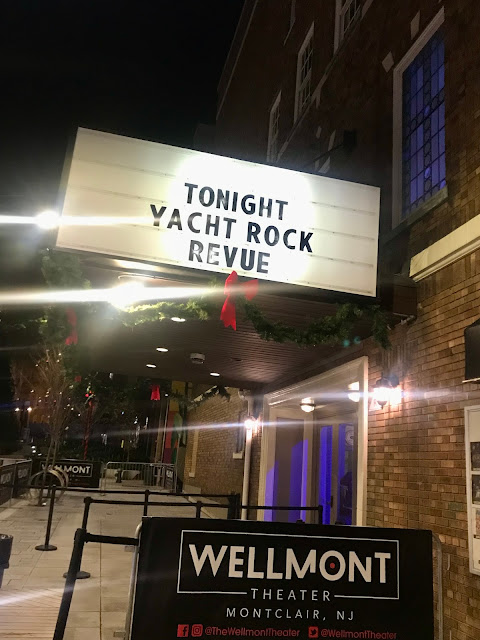 TONIGHT
YACHT ROCK
REVUE
WELLMONT
WELLMONT
THEATER
MONTCLAIR, NJ
@TheWellmontTheater @WellmontTheater